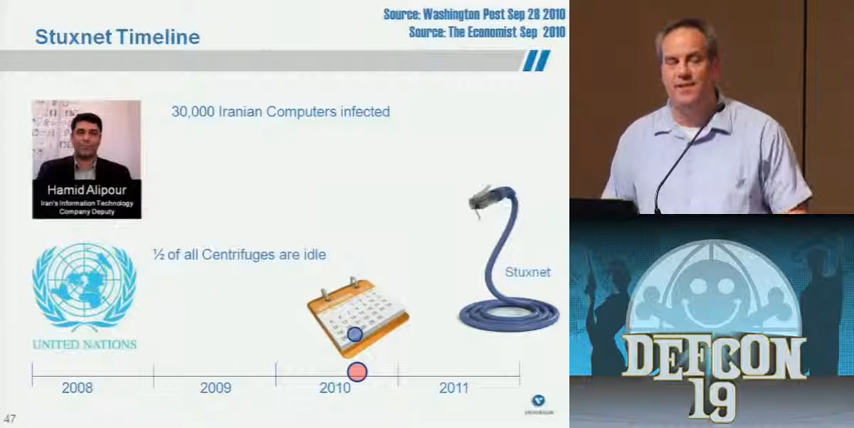 Source: Washington Post Sep 28 2010
Source: The Economist Sep 2010
Stuxnet Timeline
30,000 Iranian Computers infected
Hamid Alipour
Iran's Information Technology
Company Deputy
½ of all Centrifuges are idle
Stuxnet
UNITED NATIONS
2008
2009
2010
2011
47
DEFCON
19